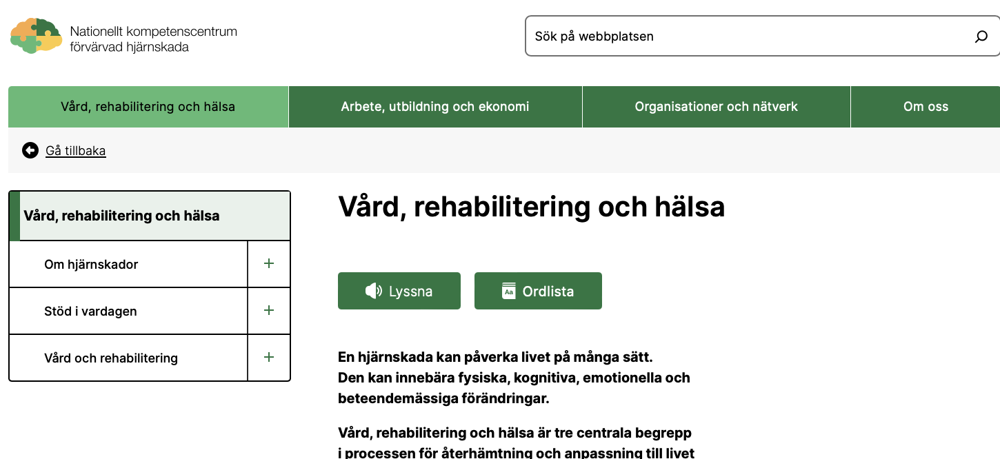 Nationellt kompetenscentrum
förvärvad hjärnskada
Sök på webbplatsen
Vård, rehabilitering och hälsa
Arbete, utbildning och ekonomi
Organisationer och nätverk
Om oss
Gå tillbaka
Vård, rehabilitering och hälsa
Om hjärnskador
Stöd i vardagen
Vård och rehabilitering
Vård, rehabilitering och hälsa
Lyssna
Aa
Ordlista
En hjärnskada kan påverka livet på många sätt.
Den kan innebära fysiska, kognitiva, emotionella och
beteendemässiga förändringar.
Vård, rehabilitering och hälsa är tre centrala begrepp
i processen för återhämtning och anpassning till livet